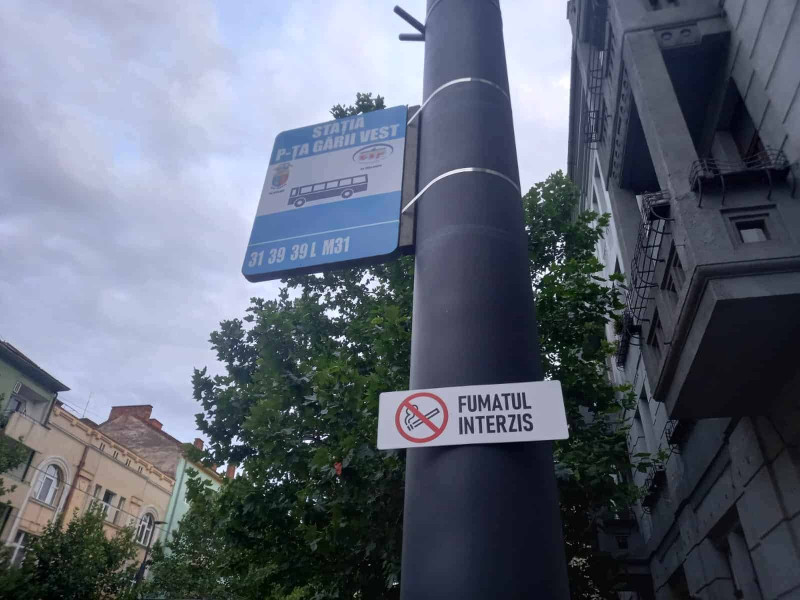 STAȚIA
P-ȚA GĂRII VEST
31 39 39L M31
FUMATUL
INTERZIS